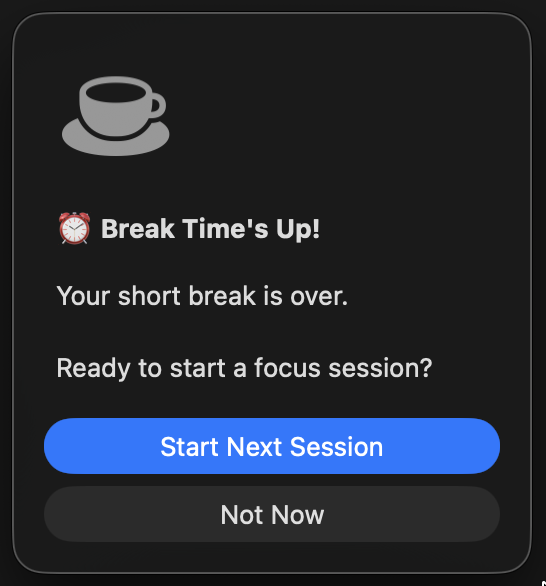 ⏰ Break Time's Up!
Your short break is over.
Ready to start a focus session?
Start Next Session
Not Now